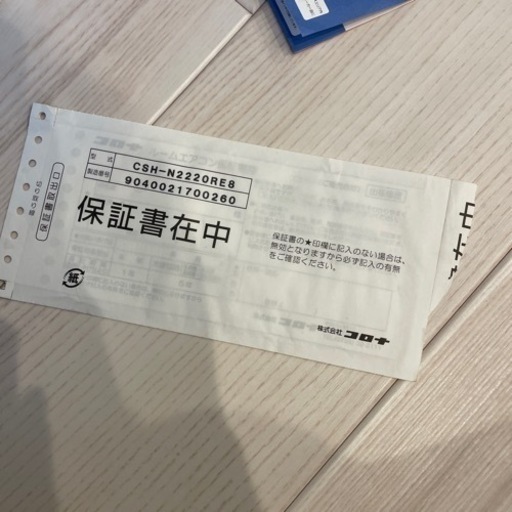 型式 CSH-N2220RE8
製造番号 9040021700260
保証書在中
保証書の★印欄に記入のない場合は、
無効となりますから必ず記入の有無
をご確認ください。
紙
株式会社 コロナ
保証書取出口